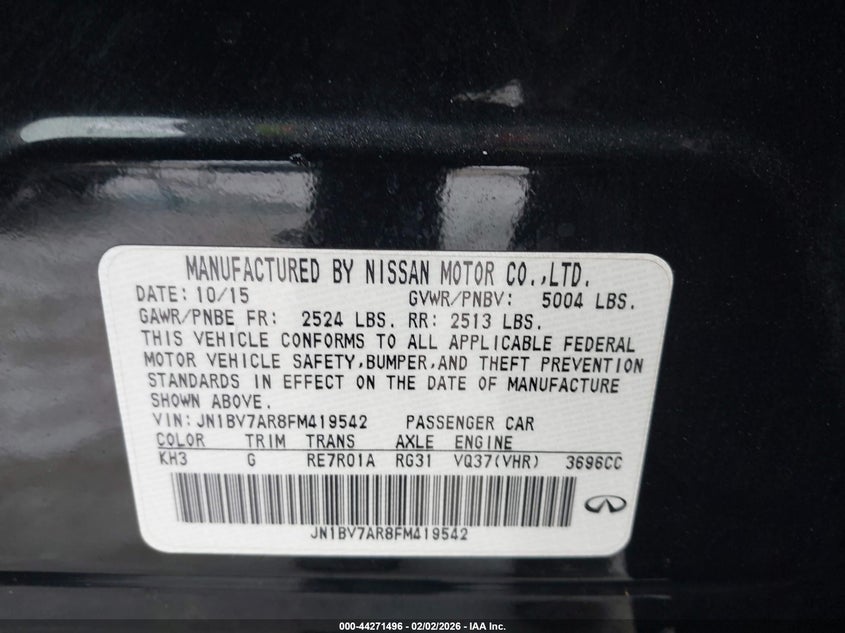 MANUFACTURED BY NISSAN MOTOR CO.,LTD.
DATE: 10/15 GVWR/PNBV: 5004 LBS.
GAWR/PNBE FR: 2524 LBS. RR: 2513 LBS.
THIS VEHICLE CONFORMS TO ALL APPLICABLE FEDERAL
MOTOR VEHICLE SAFETY,BUMPER,AND THEFT PREVENTION
STANDARDS IN EFFECT ON THE DATE OF MANUFACTURE
SHOWN ABOVE.
VIN: JN1BV7AR8FM419542 PASSENGER CAR
COLOR TRIM TRANS AXLE ENGINE
KH3 G RE7R01A RG31 VQ37(VHR) 3696CC
JN1BV7AR8FM419542
000-44271496 - 02/02/2026 - IAA Inc.